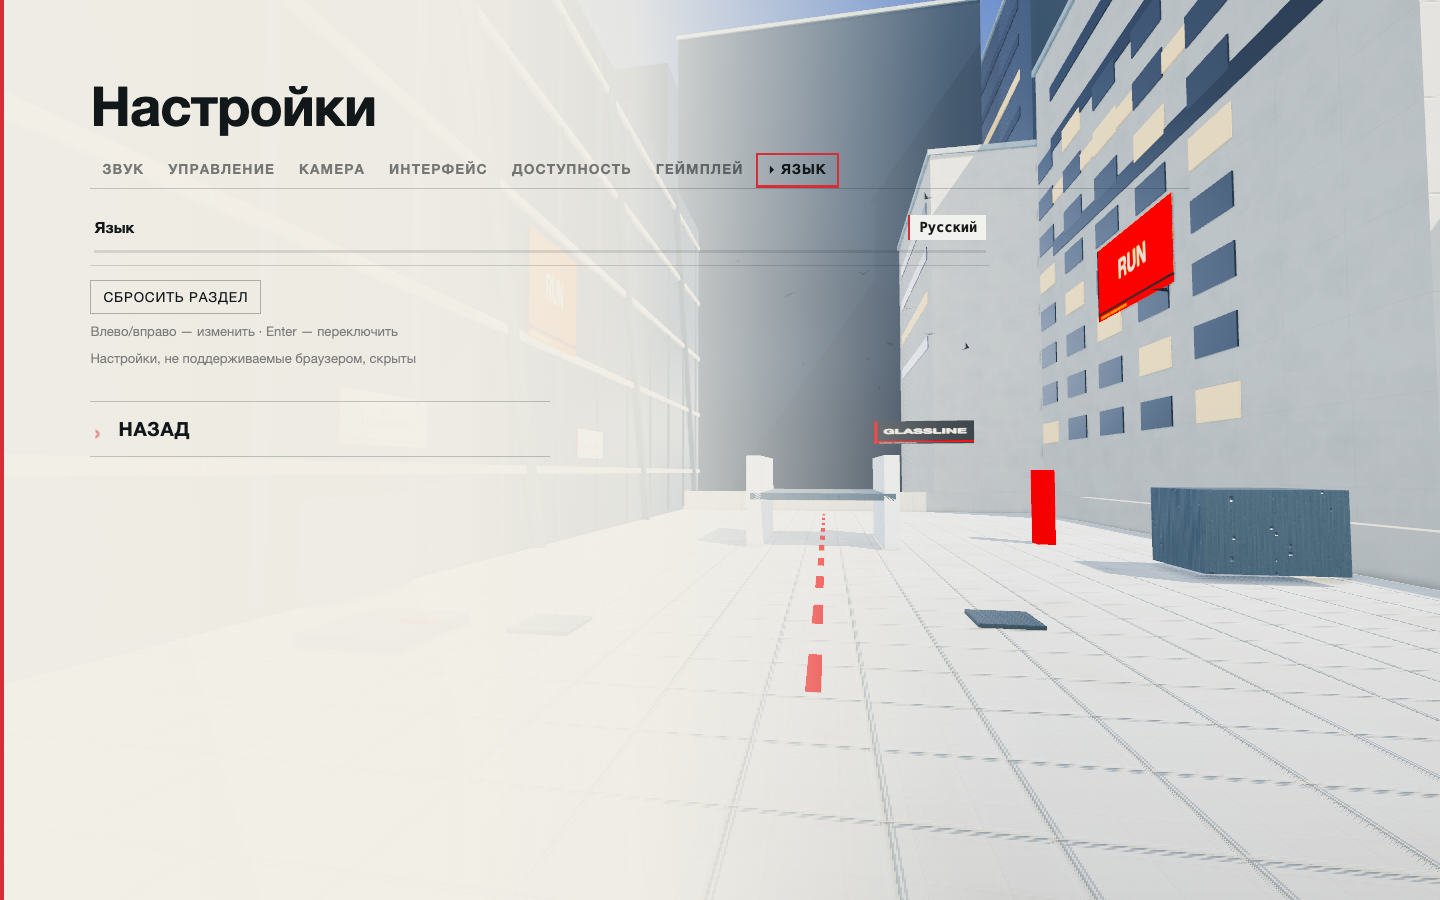 Настройки
ЗВУК УПРАВЛЕНИЕ КАМЕРА ИНТЕРФЕЙС ДОСТУПНОСТЬ ГЕЙМПЛЕЙ ЯЗЫК
Язык Русский
СБРОСИТЬ РАЗДЕЛ
Влево/вправо — изменить · Enter — переключить
Настройки, не поддерживаемые браузером, скрыты
НАЗАД
RUN
RUN
GLASSLINE